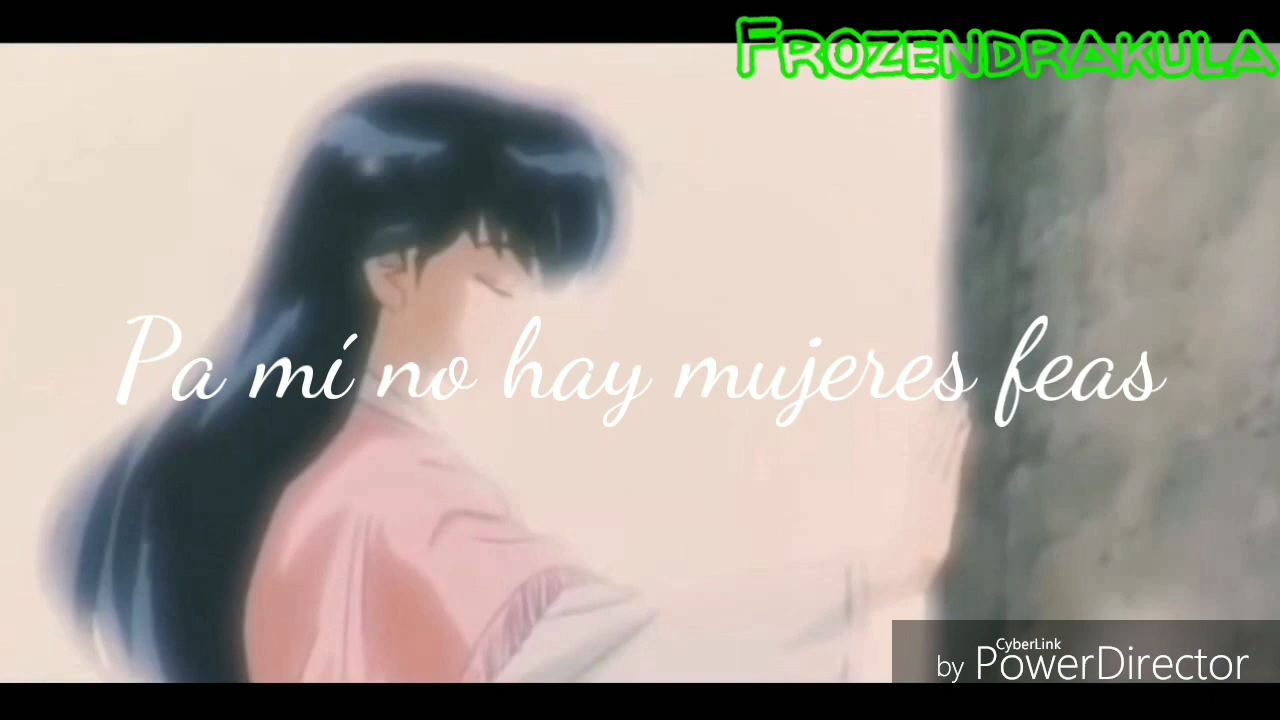 FROZENDRAKULA
Pa mí no hay mujeres feas
CyberLink
by PowerDirector